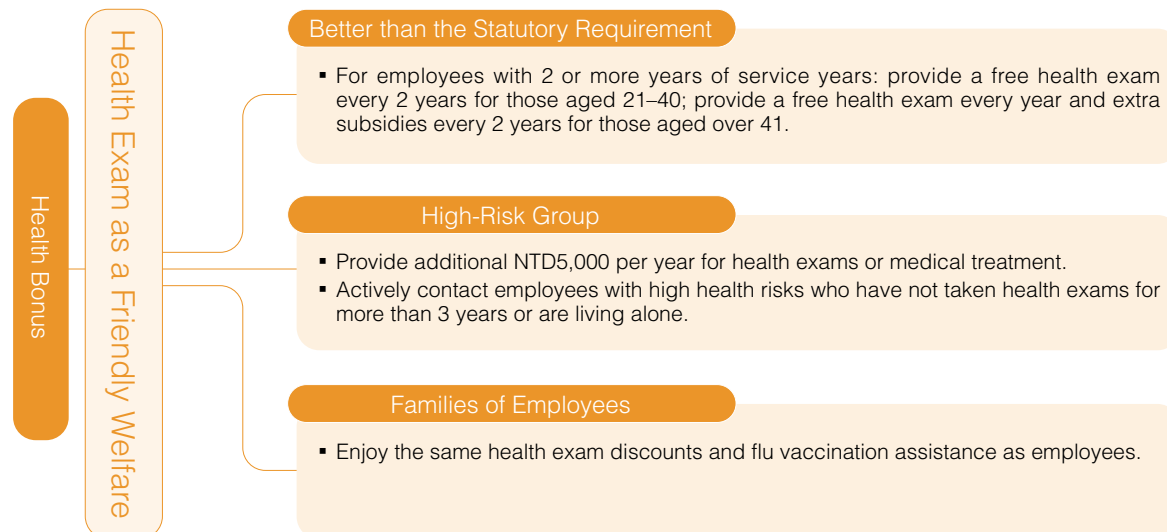 Health Bonus
Health Exam as a Friendly Welfare
Better than the Statutory Requirement
▪ For employees with 2 or more years of service years: provide a free health exam
every 2 years for those aged 21–40; provide a free health exam every year and extra
subsidies every 2 years for those aged over 41.
High-Risk Group
▪ Provide additional NTD5,000 per year for health exams or medical treatment.
▪ Actively contact employees with high health risks who have not taken health exams for
more than 3 years or are living alone.
Families of Employees
▪ Enjoy the same health exam discounts and flu vaccination assistance as employees.